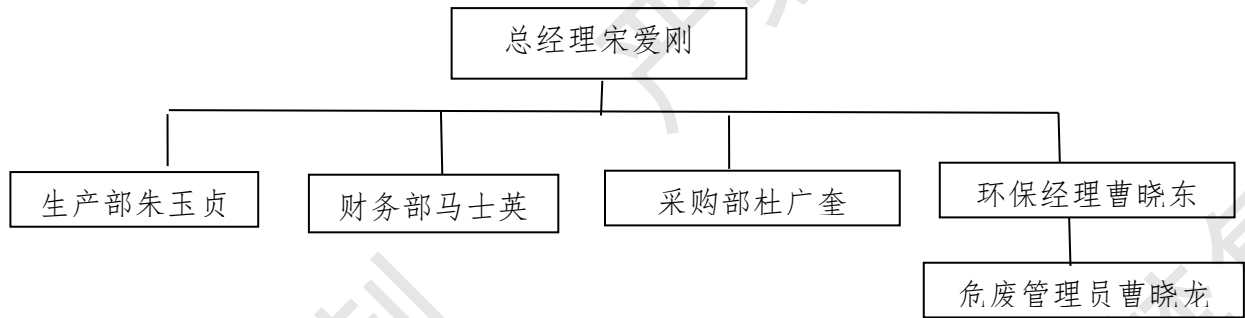 总经理宋爱刚
生产部朱玉贞
财务部马士英
采购部杜广奎
环保经理曹晓东
危废管理员曹晓龙